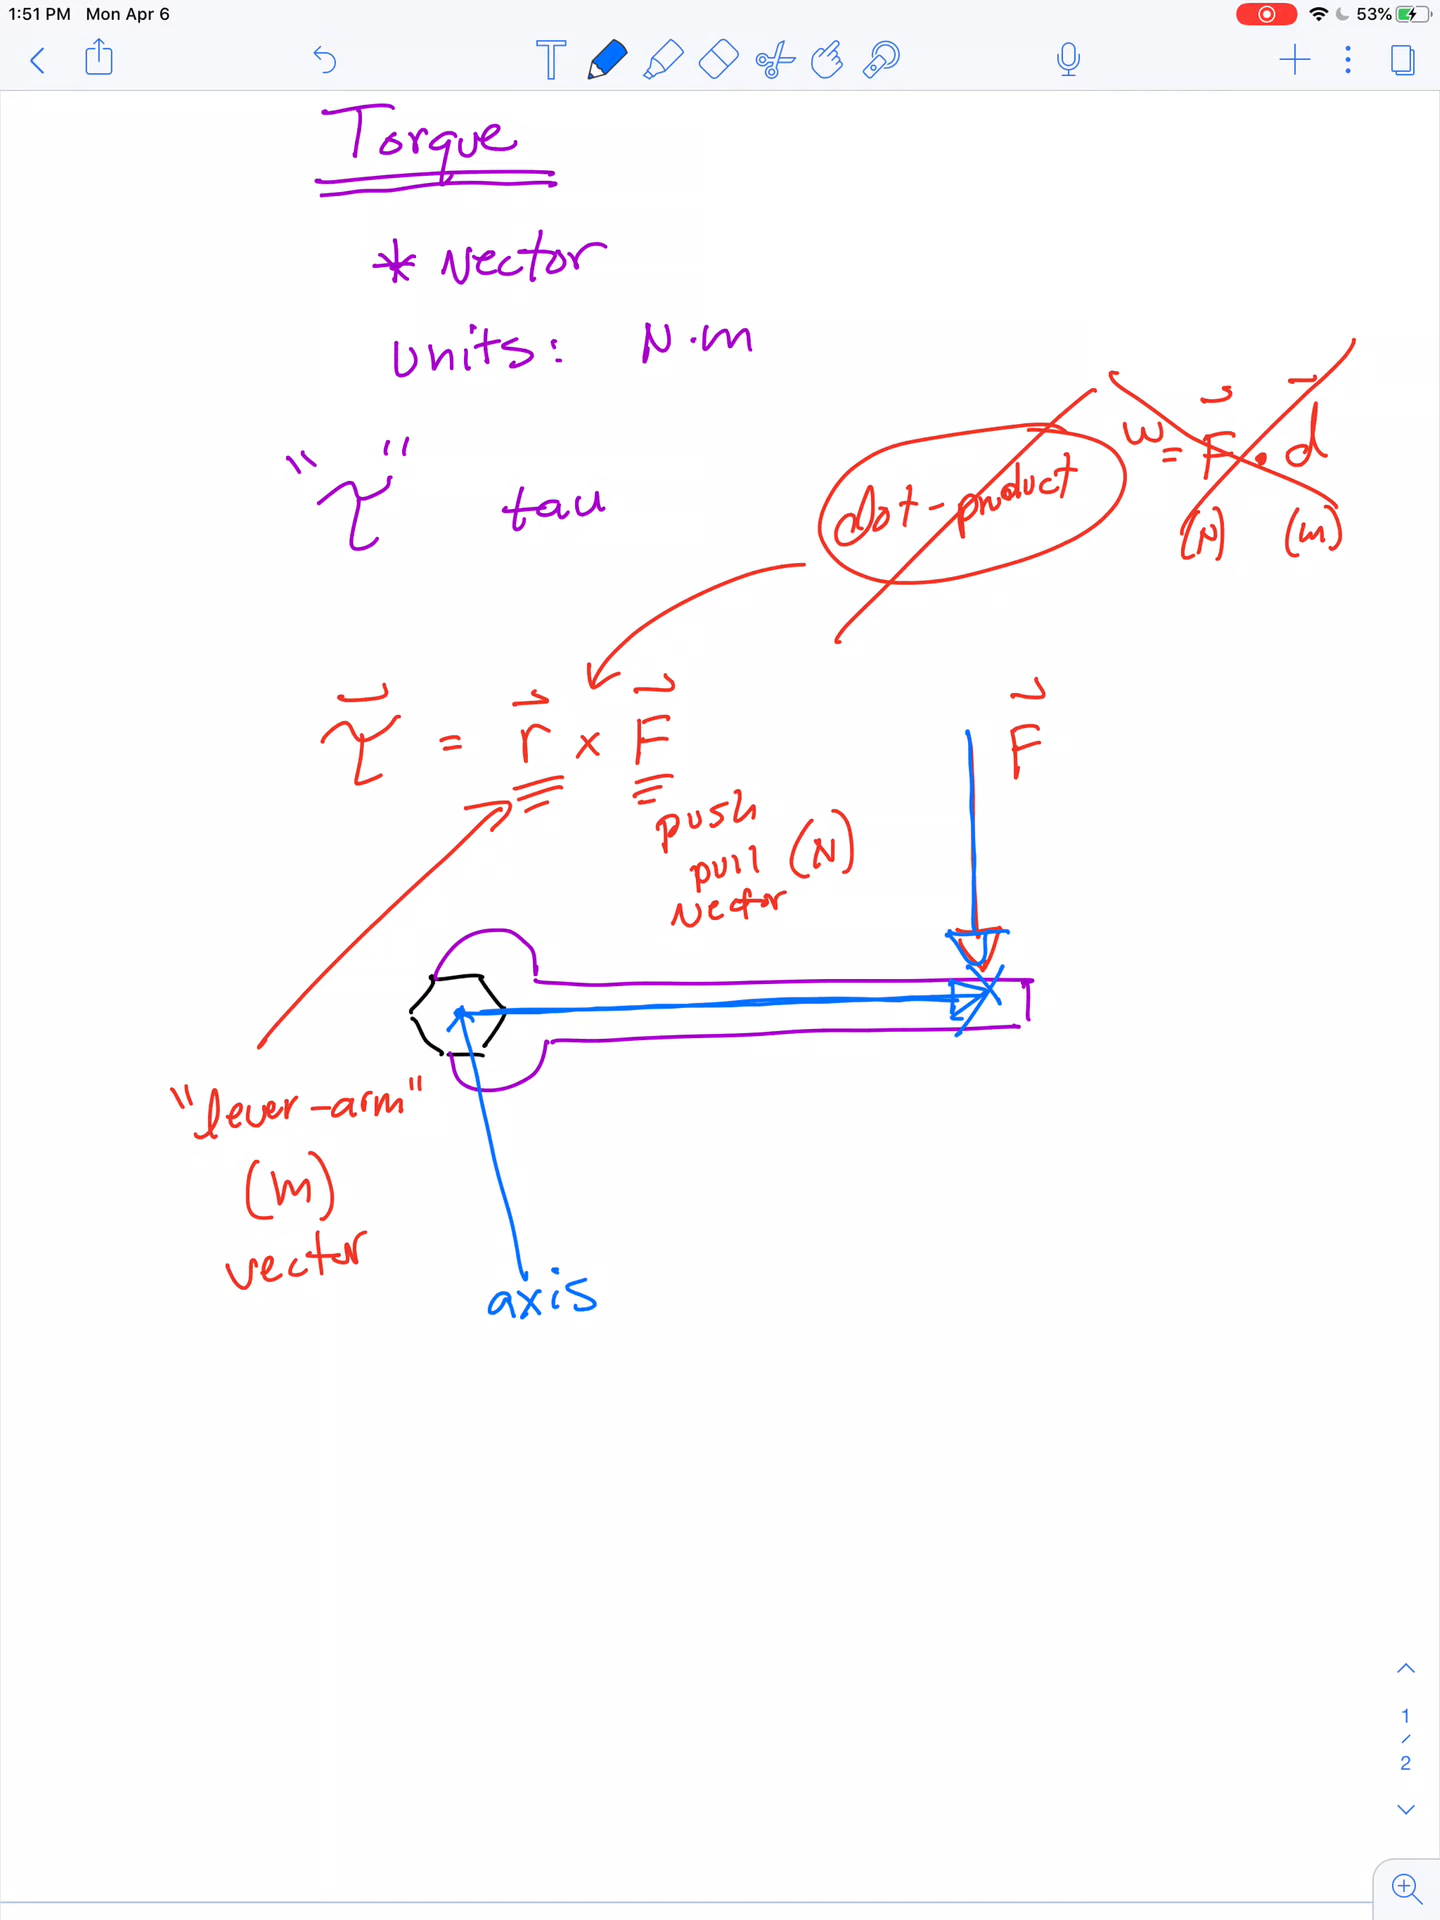 1:51 PM Mon Apr 6
53%
Torque
* Vector
Units: N·m
"τ" tau
dot-product
W = F⃗ • d⃗
(N) (m)
τ⃗ = r⃗ x F⃗
F⃗
push
pull (N)
vector
"lever-arm"
(m)
vector
axis
1
/
2